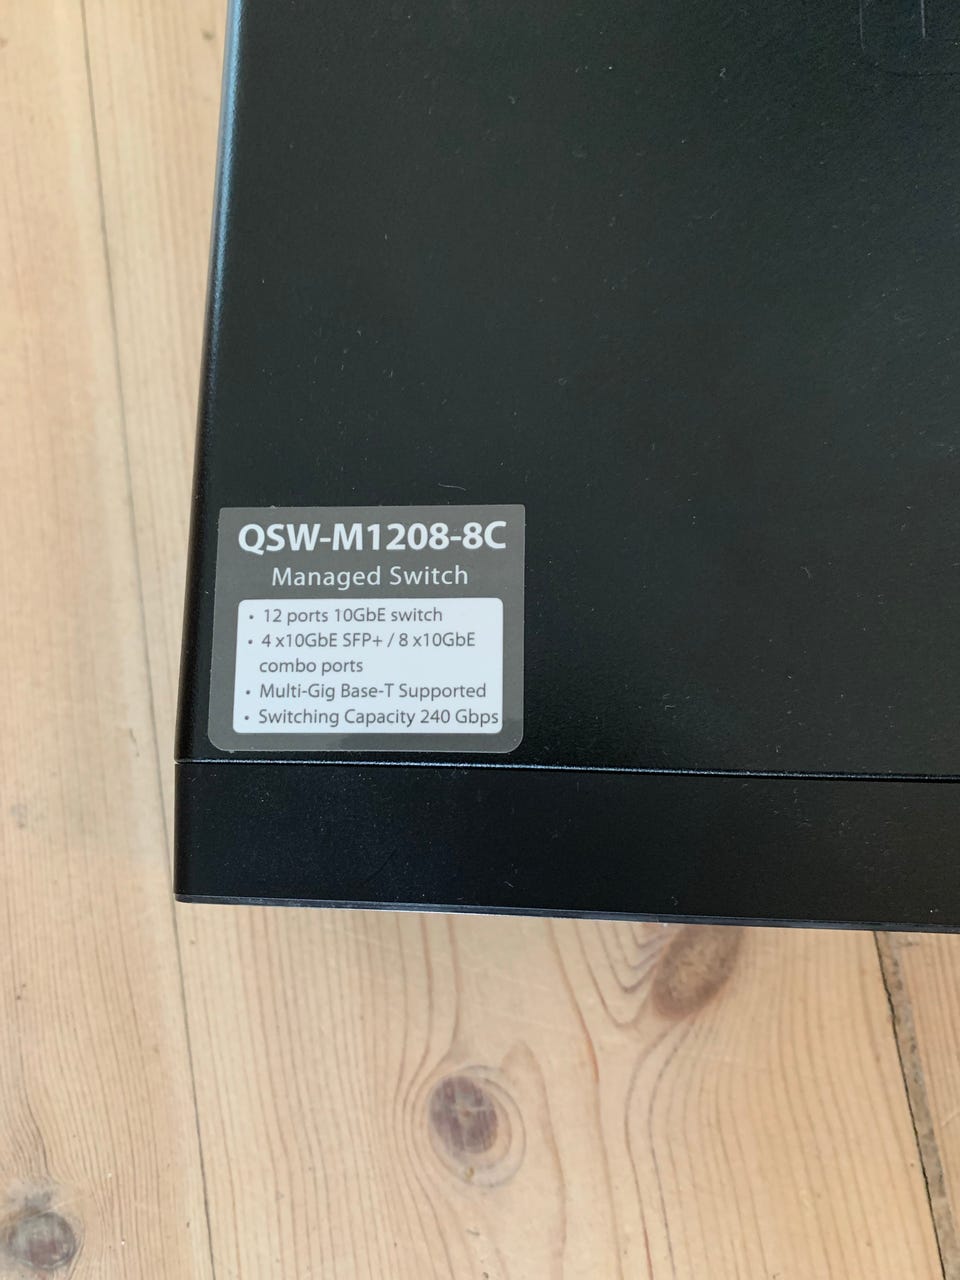 QSW-M1208-8C
Managed Switch
• 12 ports 10GbE switch
• 4 x10GbE SFP+ / 8 x10GbE
combo ports
• Multi-Gig Base-T Supported
• Switching Capacity 240 Gbps